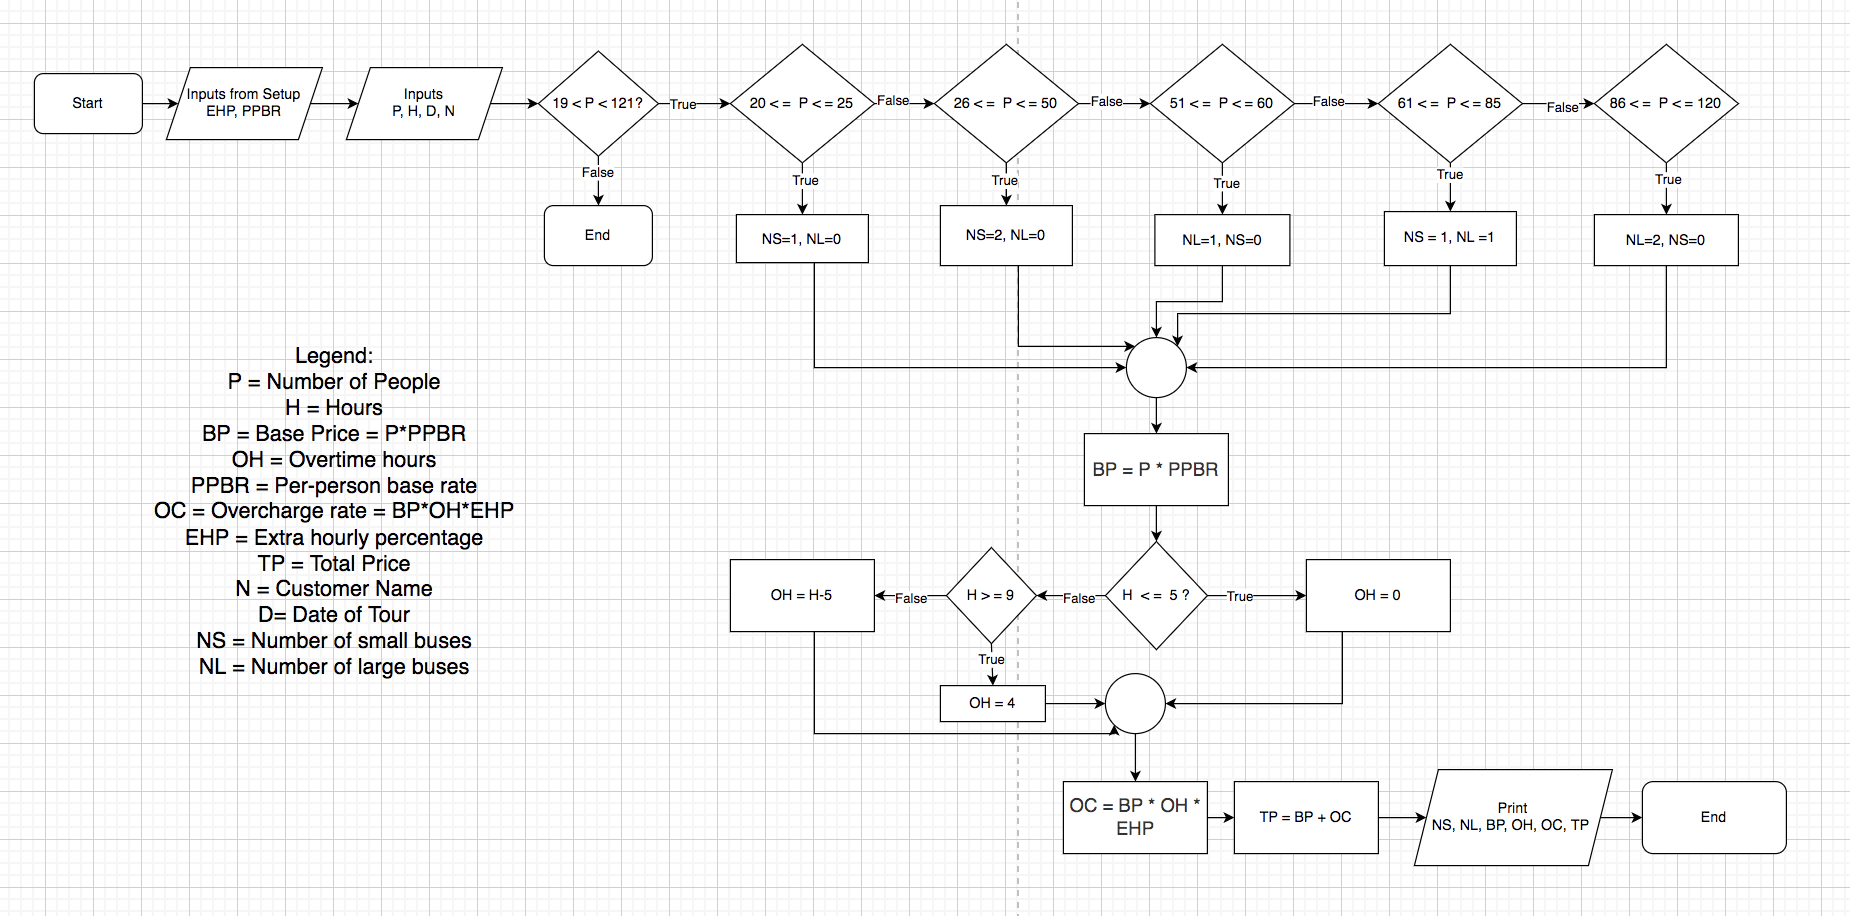 Start
Inputs from Setup
EHP, PPBR
Inputs
P, H, D, N
19 < P < 121?
True
20 <= P <= 25
False
26 <= P <= 50
False
51 <= P <= 60
False
61 <= P <= 85
False
86 <= P <= 120
False
True
True
True
True
True
End
NS=1, NL=0
NS=2, NL=0
NL=1, NS=0
NS = 1, NL =1
NL=2, NS=0
Legend:
P = Number of People
H = Hours
BP = Base Price = P*PPBR
OH = Overtime hours
PPBR = Per-person base rate
OC = Overcharge rate = BP*OH*EHP
EHP = Extra hourly percentage
TP = Total Price
N = Customer Name
D= Date of Tour
NS = Number of small buses
NL = Number of large buses
BP = P * PPBR
OH = H-5
False
H >= 9
False
H <= 5 ?
True
OH = 0
True
OH = 4
OC = BP * OH *
EHP
TP = BP + OC
Print
NS, NL, BP, OH, OC, TP
End